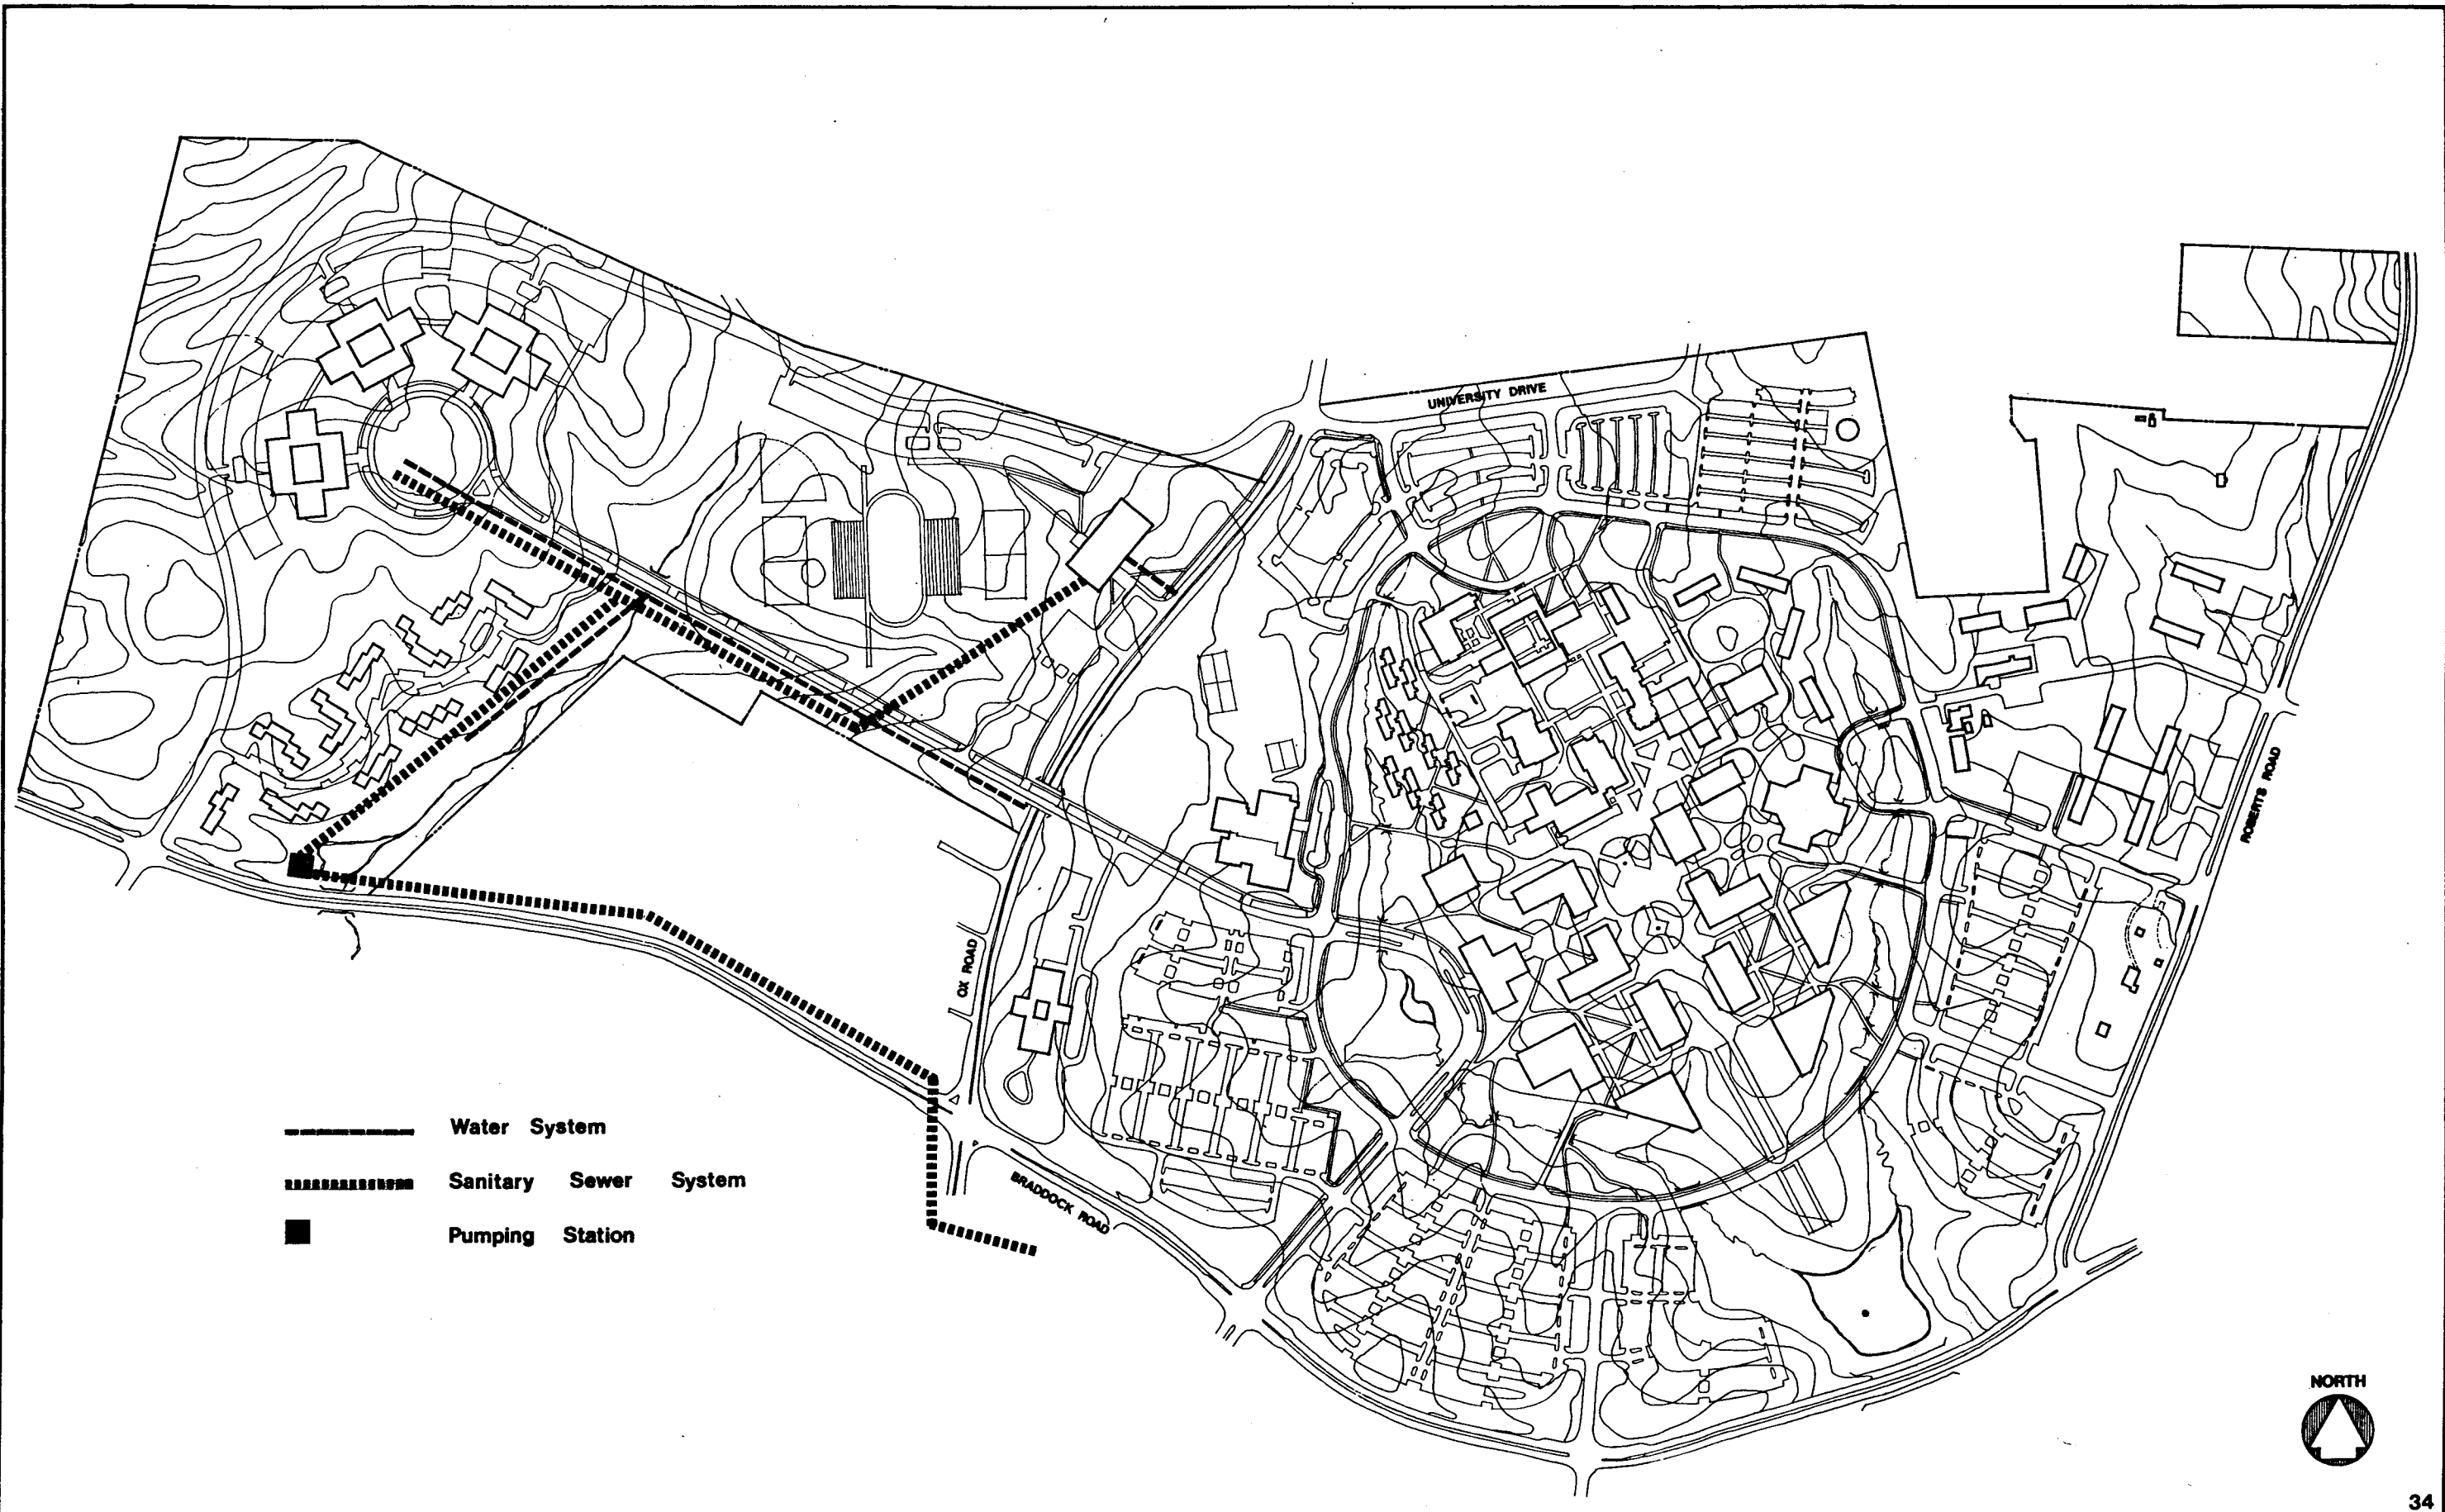 UNIVERSITY DRIVE
ROBERTS ROAD
OX ROAD
BRADDOCK ROAD
Water System
Sanitary Sewer System
Pumping Station
NORTH
34